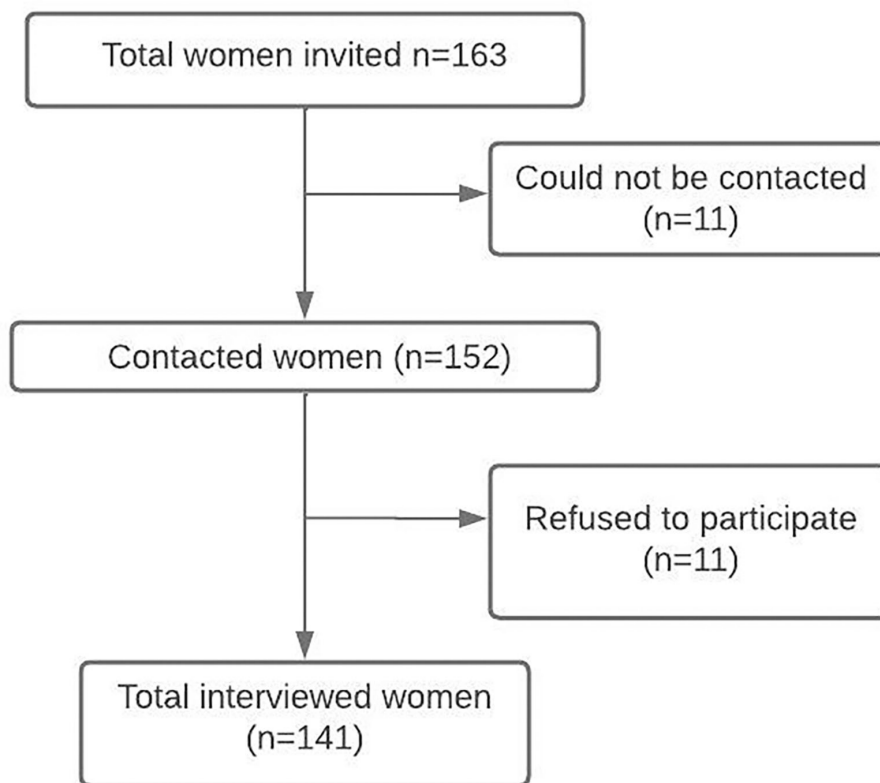 Total women invited n=163
Could not be contacted
(n=11)
Contacted women (n=152)
Refused to participate
(n=11)
Total interviewed women
(n=141)